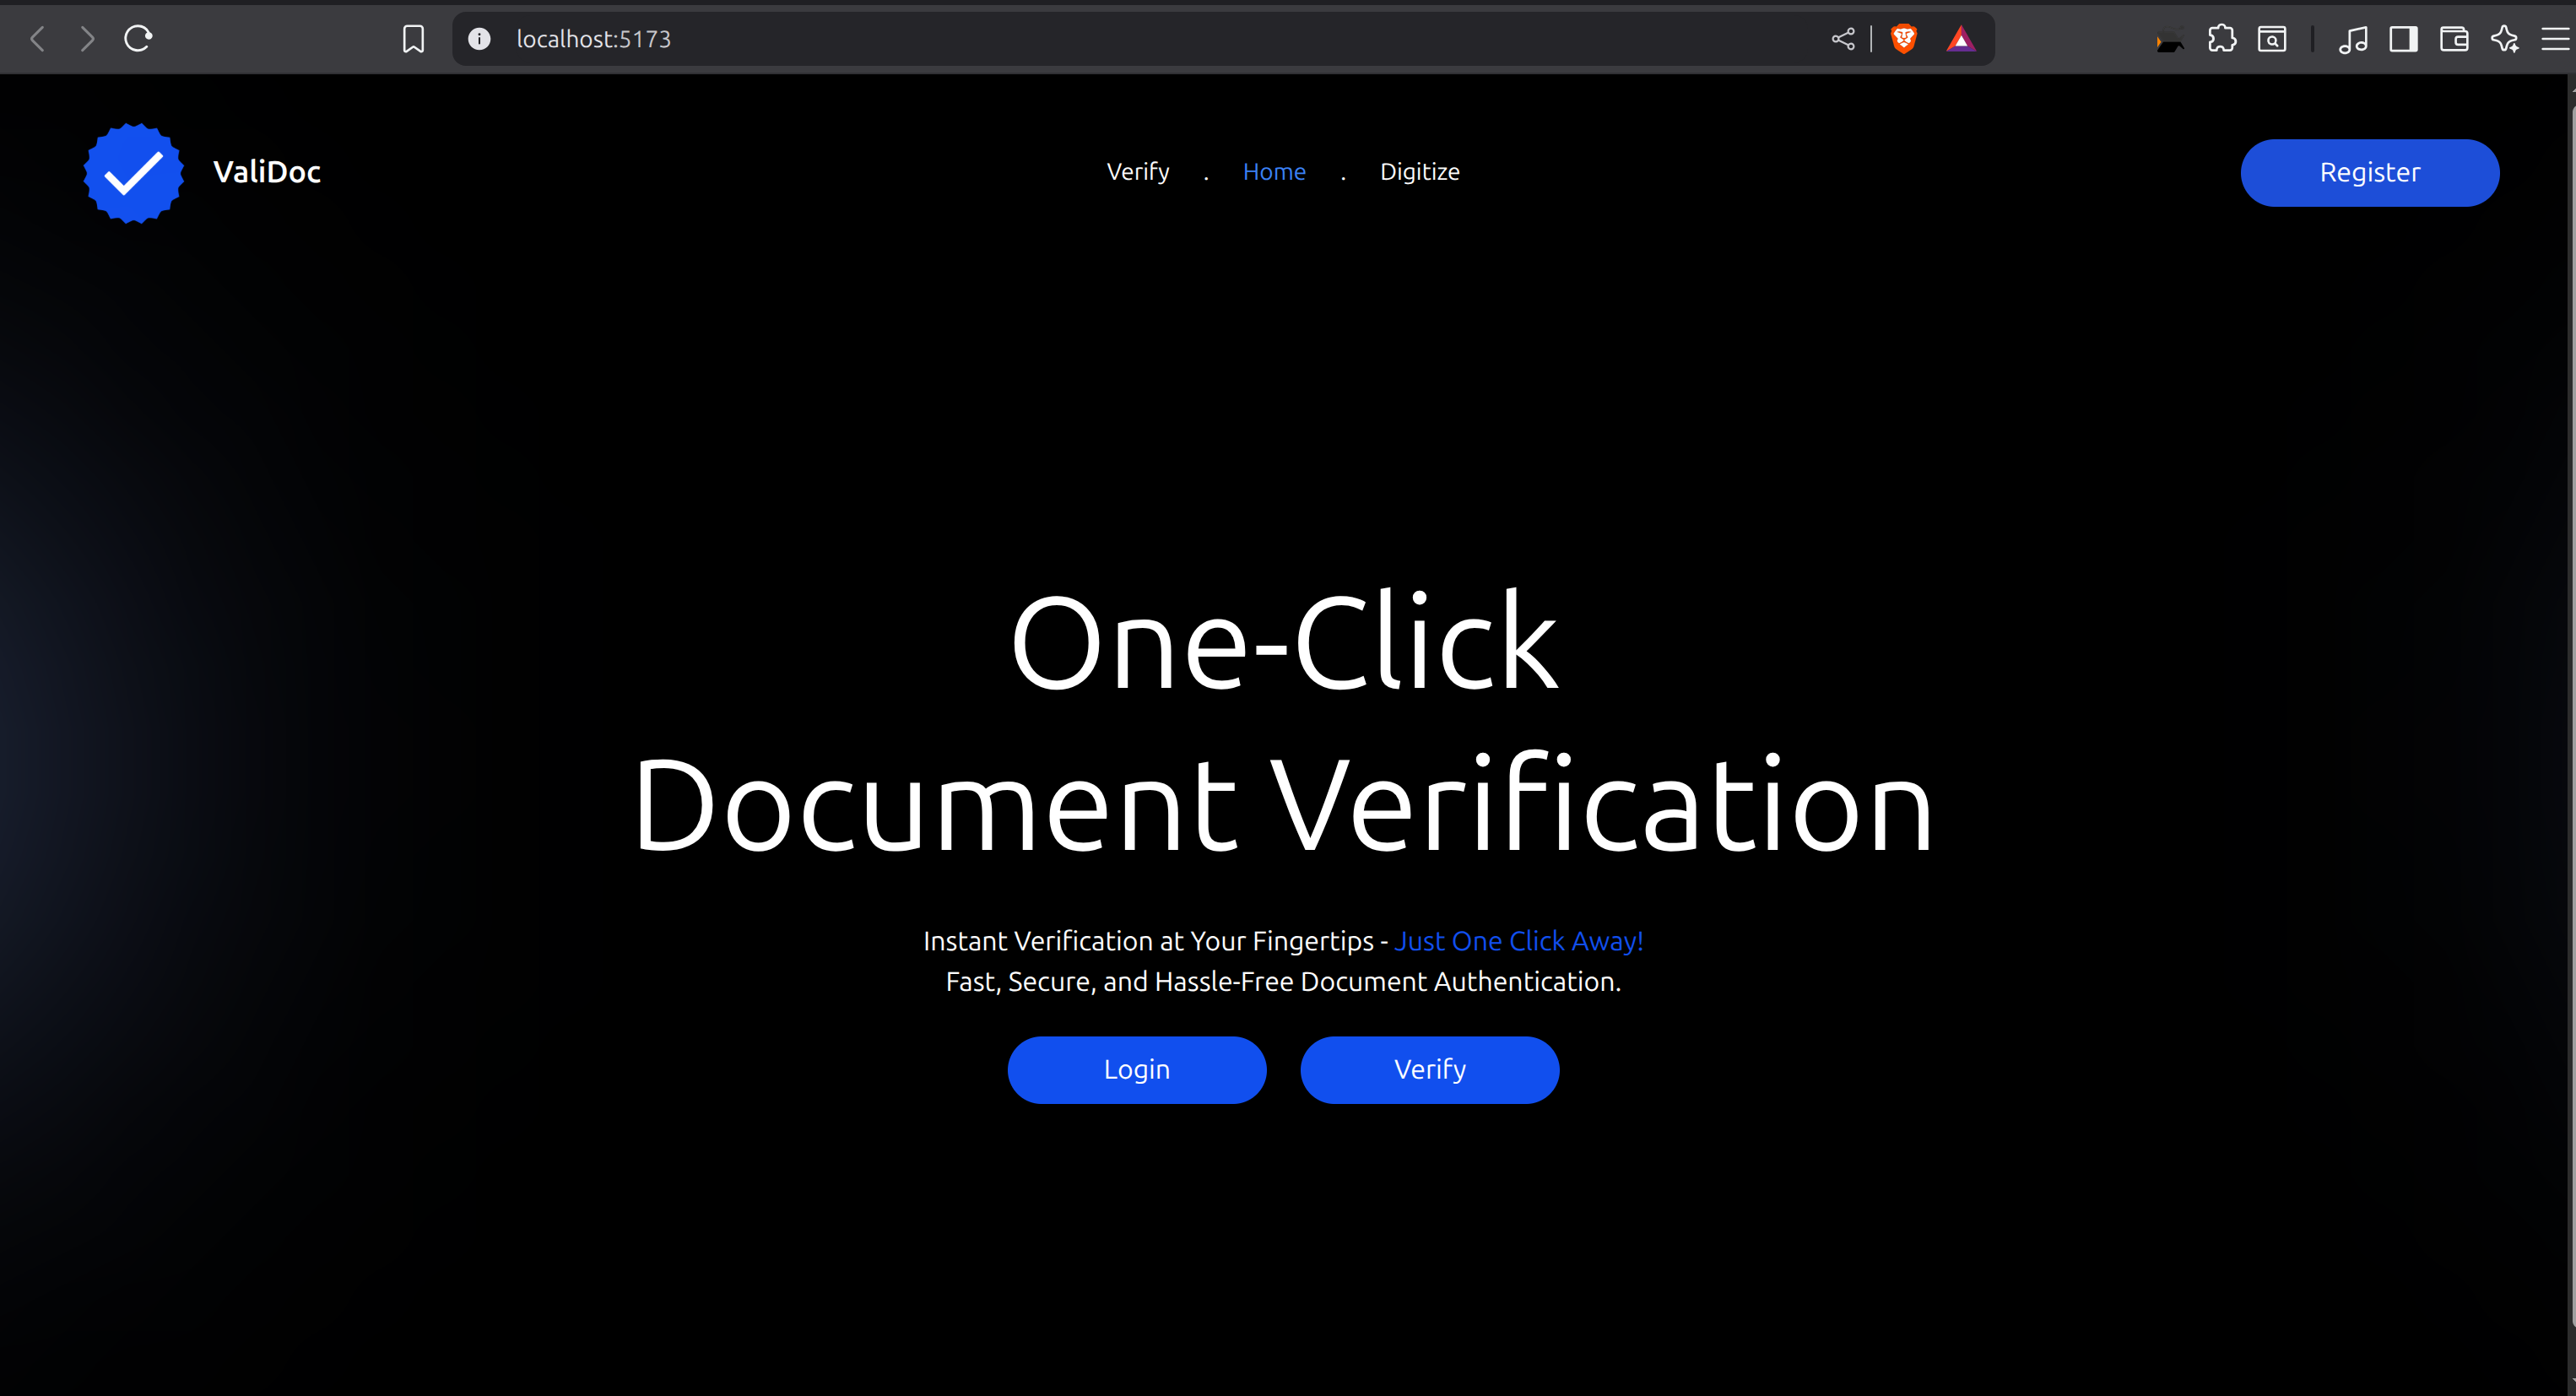 localhost:5173
ValiDoc
Verify . Home . Digitize
Register
One-Click
Document Verification
Instant Verification at Your Fingertips - Just One Click Away!
Fast, Secure, and Hassle-Free Document Authentication.
Login
Verify